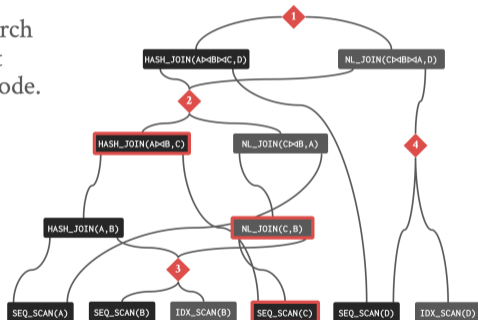 rch
t
ode.
1
HASH_JOIN(A⋈B⋈C,D)
NL_JOIN(C⋈B⋈A,D)
2
HASH_JOIN(A⋈B,C)
NL_JOIN(C⋈B,A)
4
HASH_JOIN(A,B)
NL_JOIN(C,B)
3
SEQ_SCAN(A)
SEQ_SCAN(B)
IDX_SCAN(B)
SEQ_SCAN(C)
SEQ_SCAN(D)
IDX_SCAN(D)